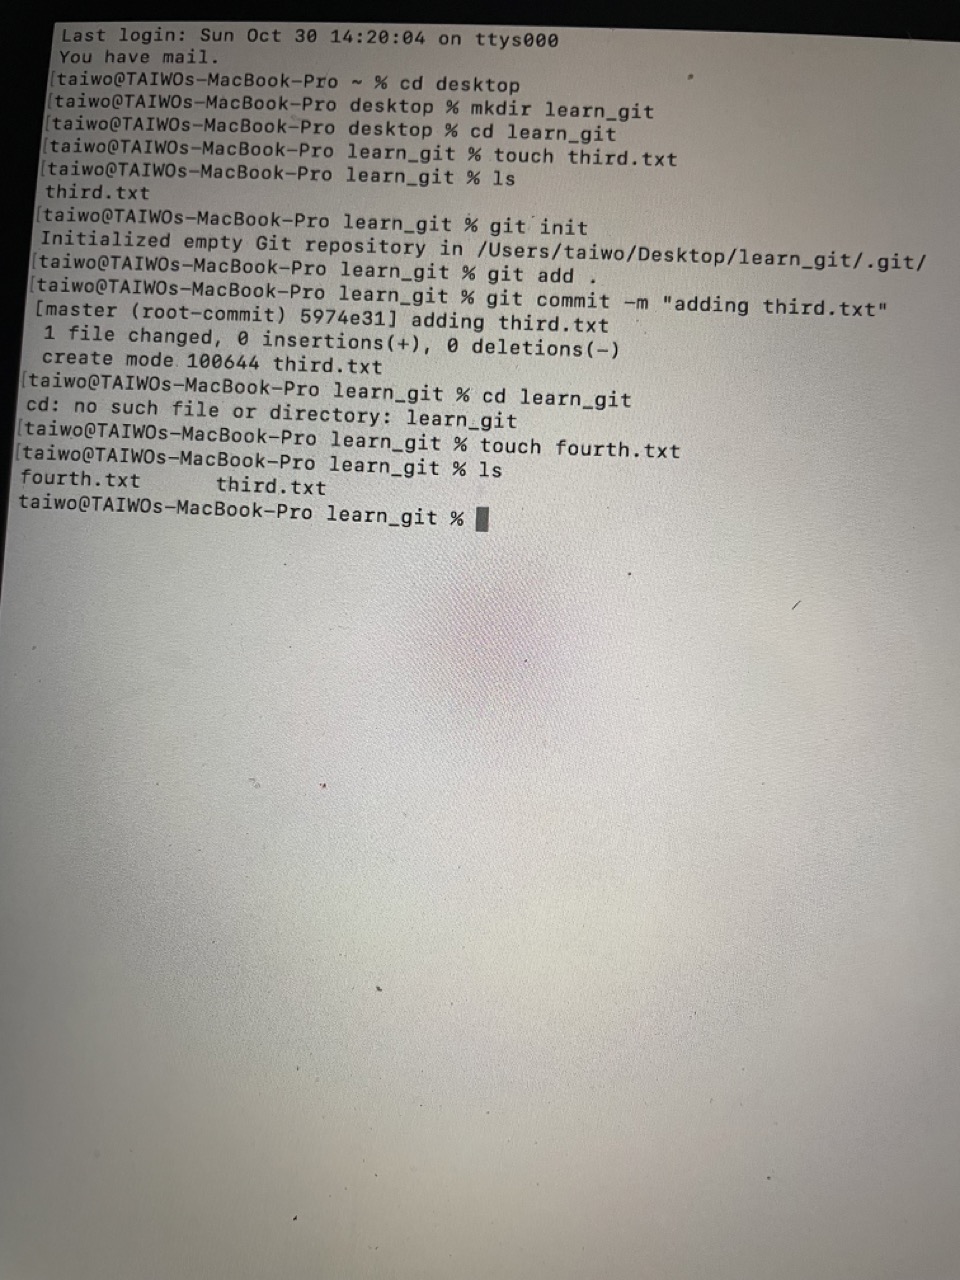 Last login: Sun Oct 30 14:20:04 on ttys000
You have mail.
[taiwo@TAIWOs-MacBook-Pro ~ % cd desktop
[taiwo@TAIWOs-MacBook-Pro desktop % mkdir learn_git
[taiwo@TAIWOs-MacBook-Pro desktop % cd learn_git
[taiwo@TAIWOs-MacBook-Pro learn_git % touch third.txt
[taiwo@TAIWOs-MacBook-Pro learn_git % ls
third.txt
[taiwo@TAIWOs-MacBook-Pro learn_git % git init
Initialized empty Git repository in /Users/taiwo/Desktop/learn_git/.git/
[taiwo@TAIWOs-MacBook-Pro learn_git % git add .
[taiwo@TAIWOs-MacBook-Pro learn_git % git commit -m "adding third.txt"
[master (root-commit) 5974e31] adding third.txt
 1 file changed, 0 insertions(+), 0 deletions(-)
 create mode 100644 third.txt
[taiwo@TAIWOs-MacBook-Pro learn_git % cd learn_git
cd: no such file or directory: learn_git
[taiwo@TAIWOs-MacBook-Pro learn_git % touch fourth.txt
[taiwo@TAIWOs-MacBook-Pro learn_git % ls
fourth.txt      third.txt
taiwo@TAIWOs-MacBook-Pro learn_git %